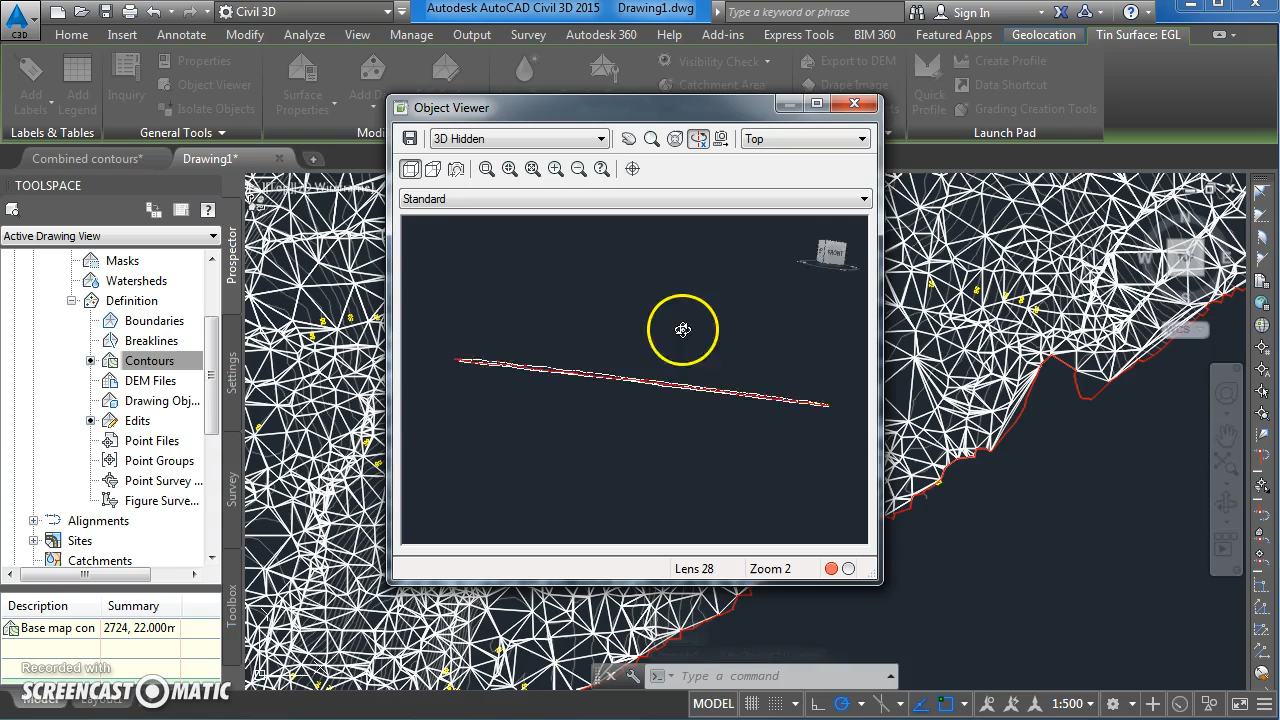 Civil 3D
Autodesk AutoCAD Civil 3D 2015 Drawing1.dwg
Type a keyword or phrase
Sign In
C3D
Home Insert Annotate Analyze View Manage Output Survey Autodesk 360 Help Add-ins Express Tools BIM 360 Featured Apps Geolocation Tin Surface: EGL
Add Labels
Add Legend
Inquiry
Properties
Object Viewer
Isolate Objects
Surface Properties
Add D
Visibility Check
Catchment Area
Export to DEM
Drape Image
Quick Profile
Create Profile
Data Shortcut
Grading Creation Tools
Labels & Tables
General Tools
Modi
Launch Pad
Combined contours*
Drawing1*
TOOLSPACE
Active Drawing View
Masks
Watersheds
Definition
Boundaries
Breaklines
Contours
DEM Files
Drawing Obj...
Edits
Point Files
Point Groups
Point Survey ...
Figure Surve...
Alignments
Sites
Catchments
Description Summary
Base map con 2724, 22.000m
Prospector
Settings
Survey
Toolbox
Object Viewer
3D Hidden
Top
Standard
FRONT
Lens 28
Zoom 2
W
E
Type a command
Recorded with
SCREENCAST-O-MATIC
Model Layout1
MODEL
1:500